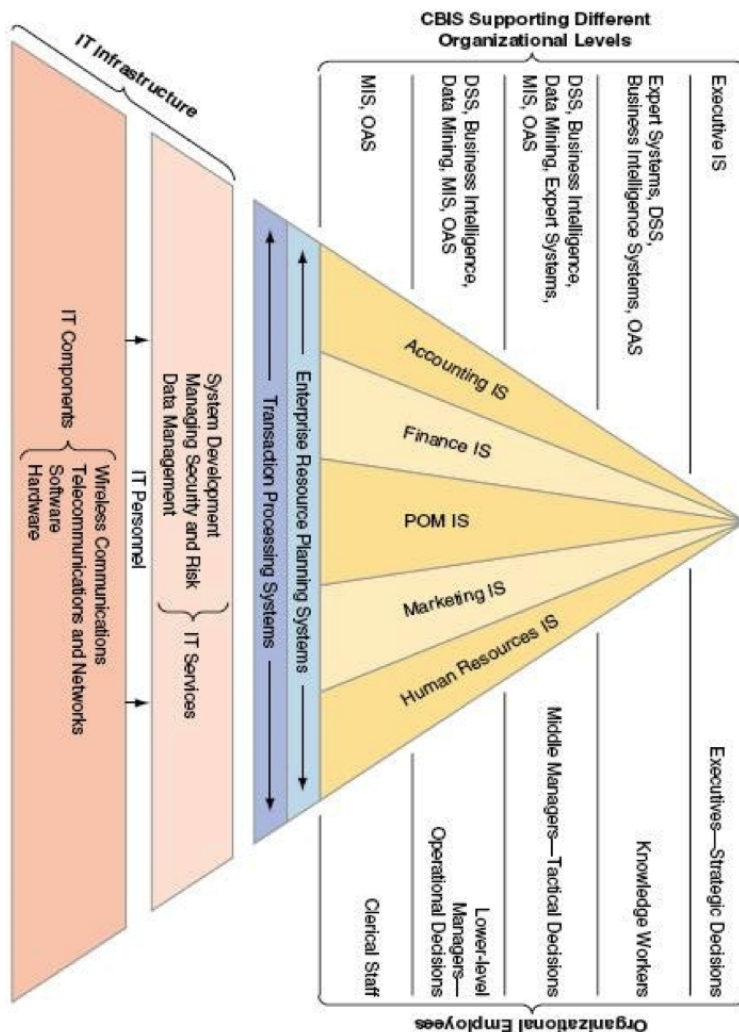 CBIS Supporting Different
Organizational Levels
Executive IS
Expert Systems, DSS,
Business Intelligence Systems, OAS
DSS, Business Intelligence,
Data Mining, Expert Systems,
MIS, OAS
DSS, Business Intelligence,
Data Mining, MIS, OAS
MIS, OAS
Accounting IS
Finance IS
POM IS
Marketing IS
Human Resources IS
Executives—Strategic Decisions
Knowledge Workers
Middle Managers—Tactical Decisions
Lower-level
Managers—
Operational Decisions
Clerical Staff
Organizational Employees
Enterprise Resource Planning Systems
Transaction Processing Systems
IT Infrastructure
System Development
Managing Security and Risk
Data Management
IT Services
IT Personnel
IT Components
Wireless Communications
Telecommunications and Networks
Software
Hardware